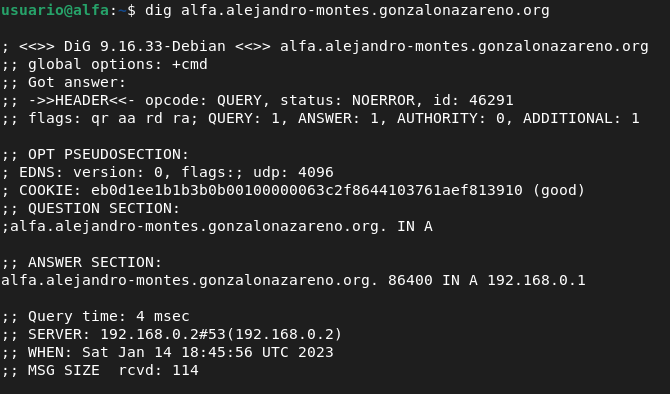 usuario@alfa:~$ dig alfa.alejandro-montes.gonzalonazareno.org
; <<>> DiG 9.16.33-Debian <<>> alfa.alejandro-montes.gonzalonazareno.org
;; global options: +cmd
;; Got answer:
;; ->>HEADER<<- opcode: QUERY, status: NOERROR, id: 46291
;; flags: qr aa rd ra; QUERY: 1, ANSWER: 1, AUTHORITY: 0, ADDITIONAL: 1
;; OPT PSEUDOSECTION:
; EDNS: version: 0, flags:; udp: 4096
; COOKIE: eb0d1ee1b1b3b0b00100000063c2f8644103761aef813910 (good)
;; QUESTION SECTION:
;alfa.alejandro-montes.gonzalonazareno.org. IN A
;; ANSWER SECTION:
alfa.alejandro-montes.gonzalonazareno.org. 86400 IN A 192.168.0.1
;; Query time: 4 msec
;; SERVER: 192.168.0.2#53(192.168.0.2)
;; WHEN: Sat Jan 14 18:45:56 UTC 2023
;; MSG SIZE  rcvd: 114